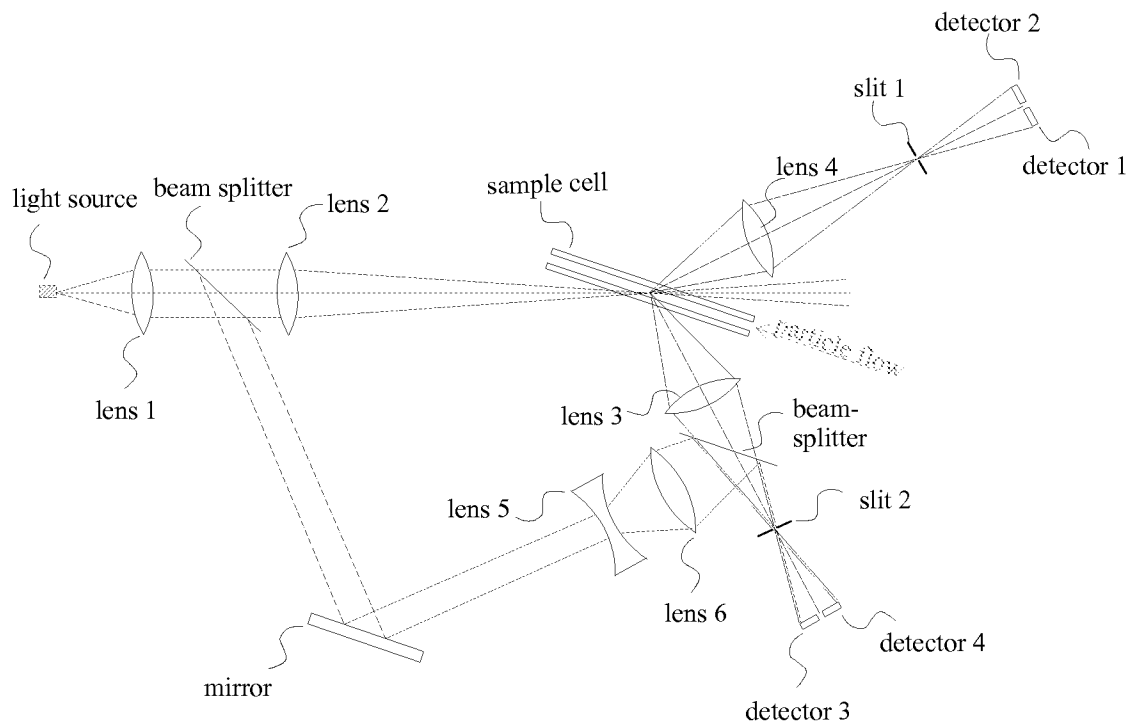 detector 2
slit 1
lens 4
detector 1
sample cell
beam splitter
light source
lens 2
particle flow
lens 1
lens 3
beam-
splitter
lens 5
slit 2
lens 6
detector 4
mirror
detector 3